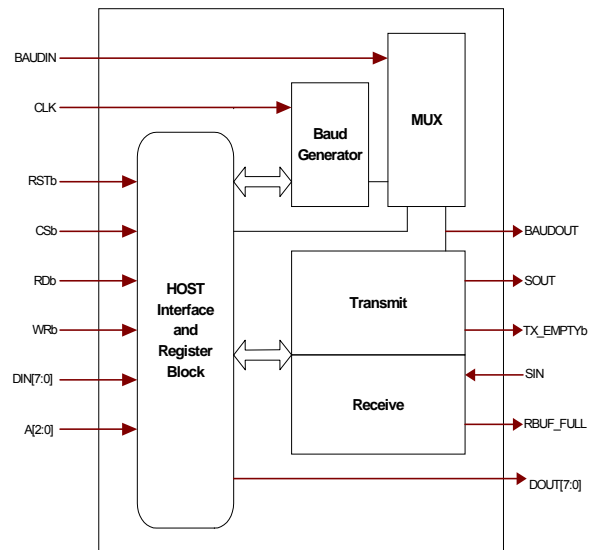 BAUDIN
CLK
RSTb
CSb
RDb
WRb
DIN[7:0]
A[2:0]
HOST
Interface
and
Register
Block
Baud
Generator
MUX
Transmit
Receive
BAUDOUT
SOUT
TX_EMPTYb
SIN
RBUF_FULL
DOUT[7:0]